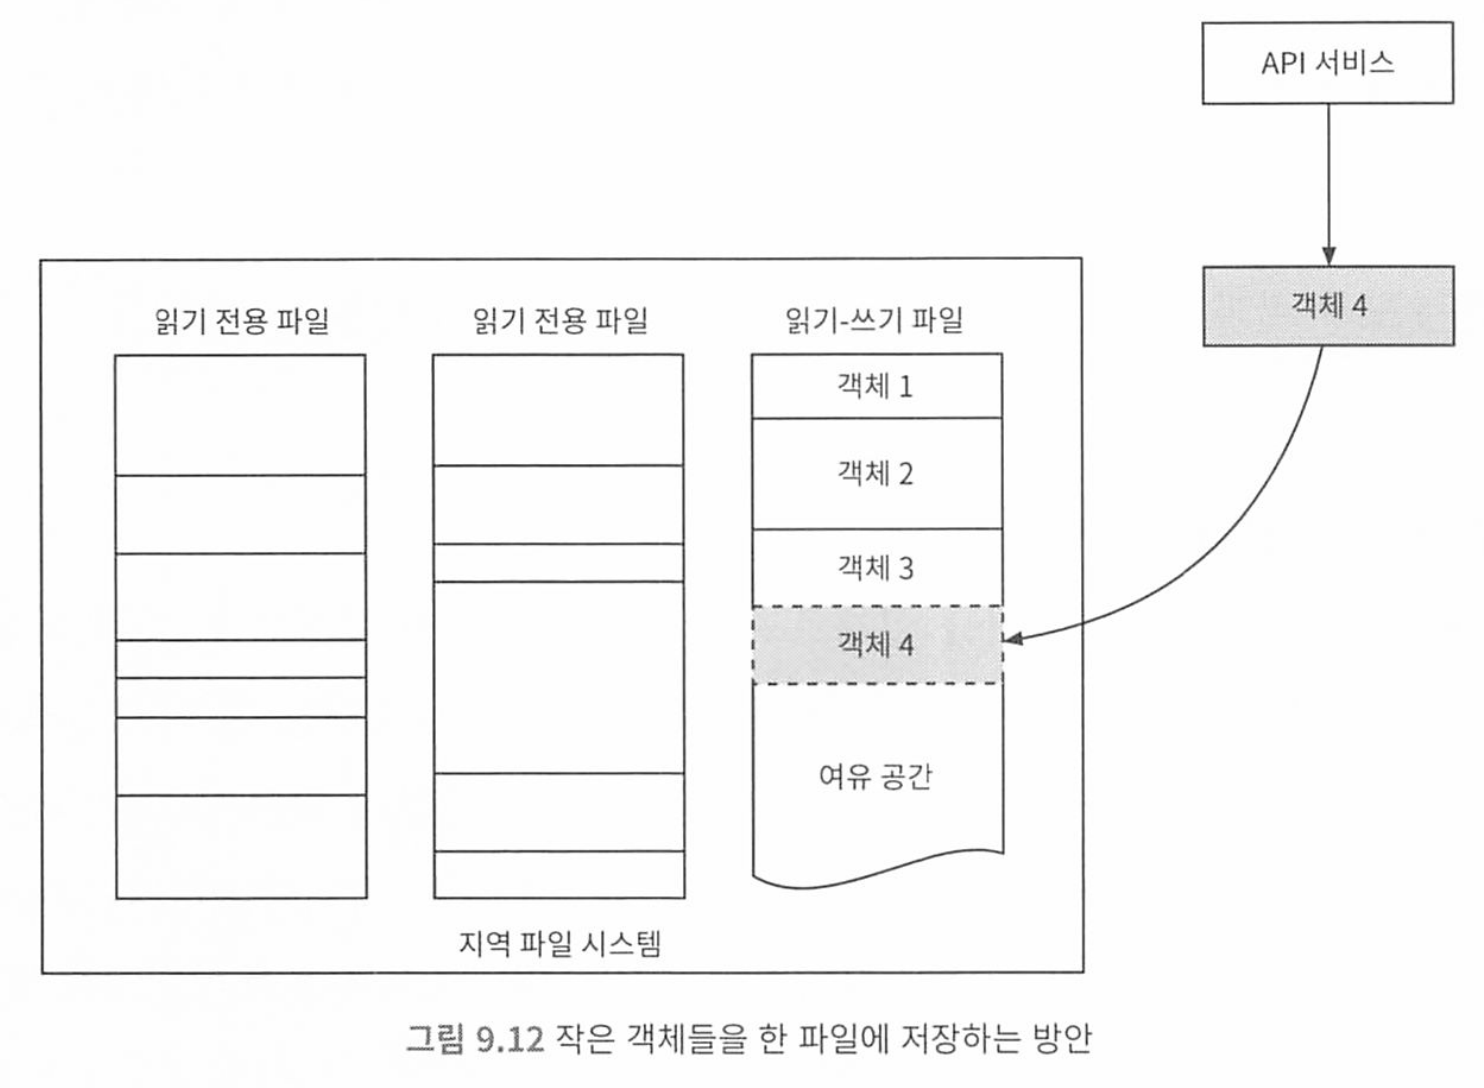 API 서비스
객체 4
읽기 전용 파일
읽기 전용 파일
읽기-쓰기 파일
객체 1
객체 2
객체 3
객체 4
여유 공간
지역 파일 시스템
그림 9.12 작은 객체들을 한 파일에 저장하는 방안